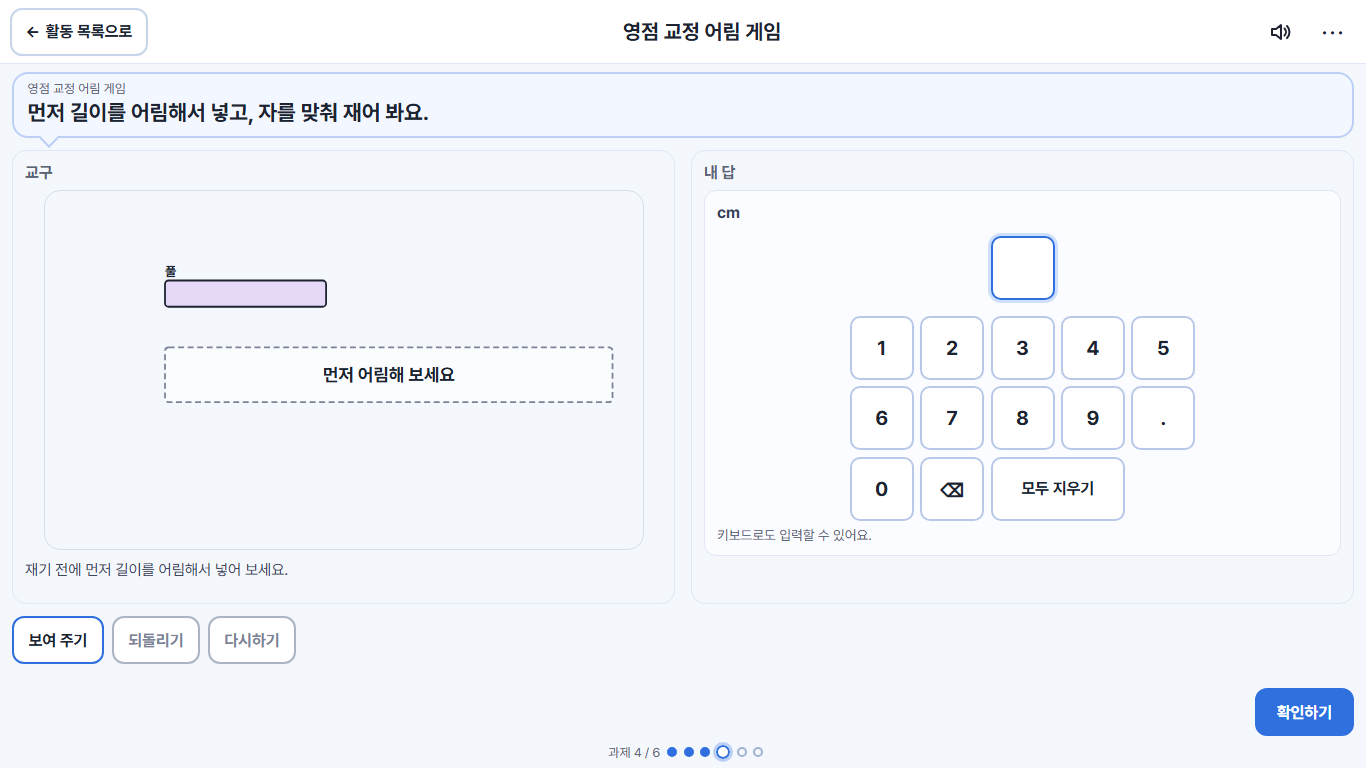 ← 활동 목록으로
영점 교정 어림 게임
영점 교정 어림 게임
먼저 길이를 어림해서 넣고, 자를 맞춰 재어 봐요.
교구
풀
먼저 어림해 보세요
재기 전에 먼저 길이를 어림해서 넣어 보세요.
내 답
cm
1 2 3 4 5
6 7 8 9 .
0 ⌫ 모두 지우기
키보드로도 입력할 수 있어요.
보여 주기 되돌리기 다시하기
확인하기
과제 4 / 6